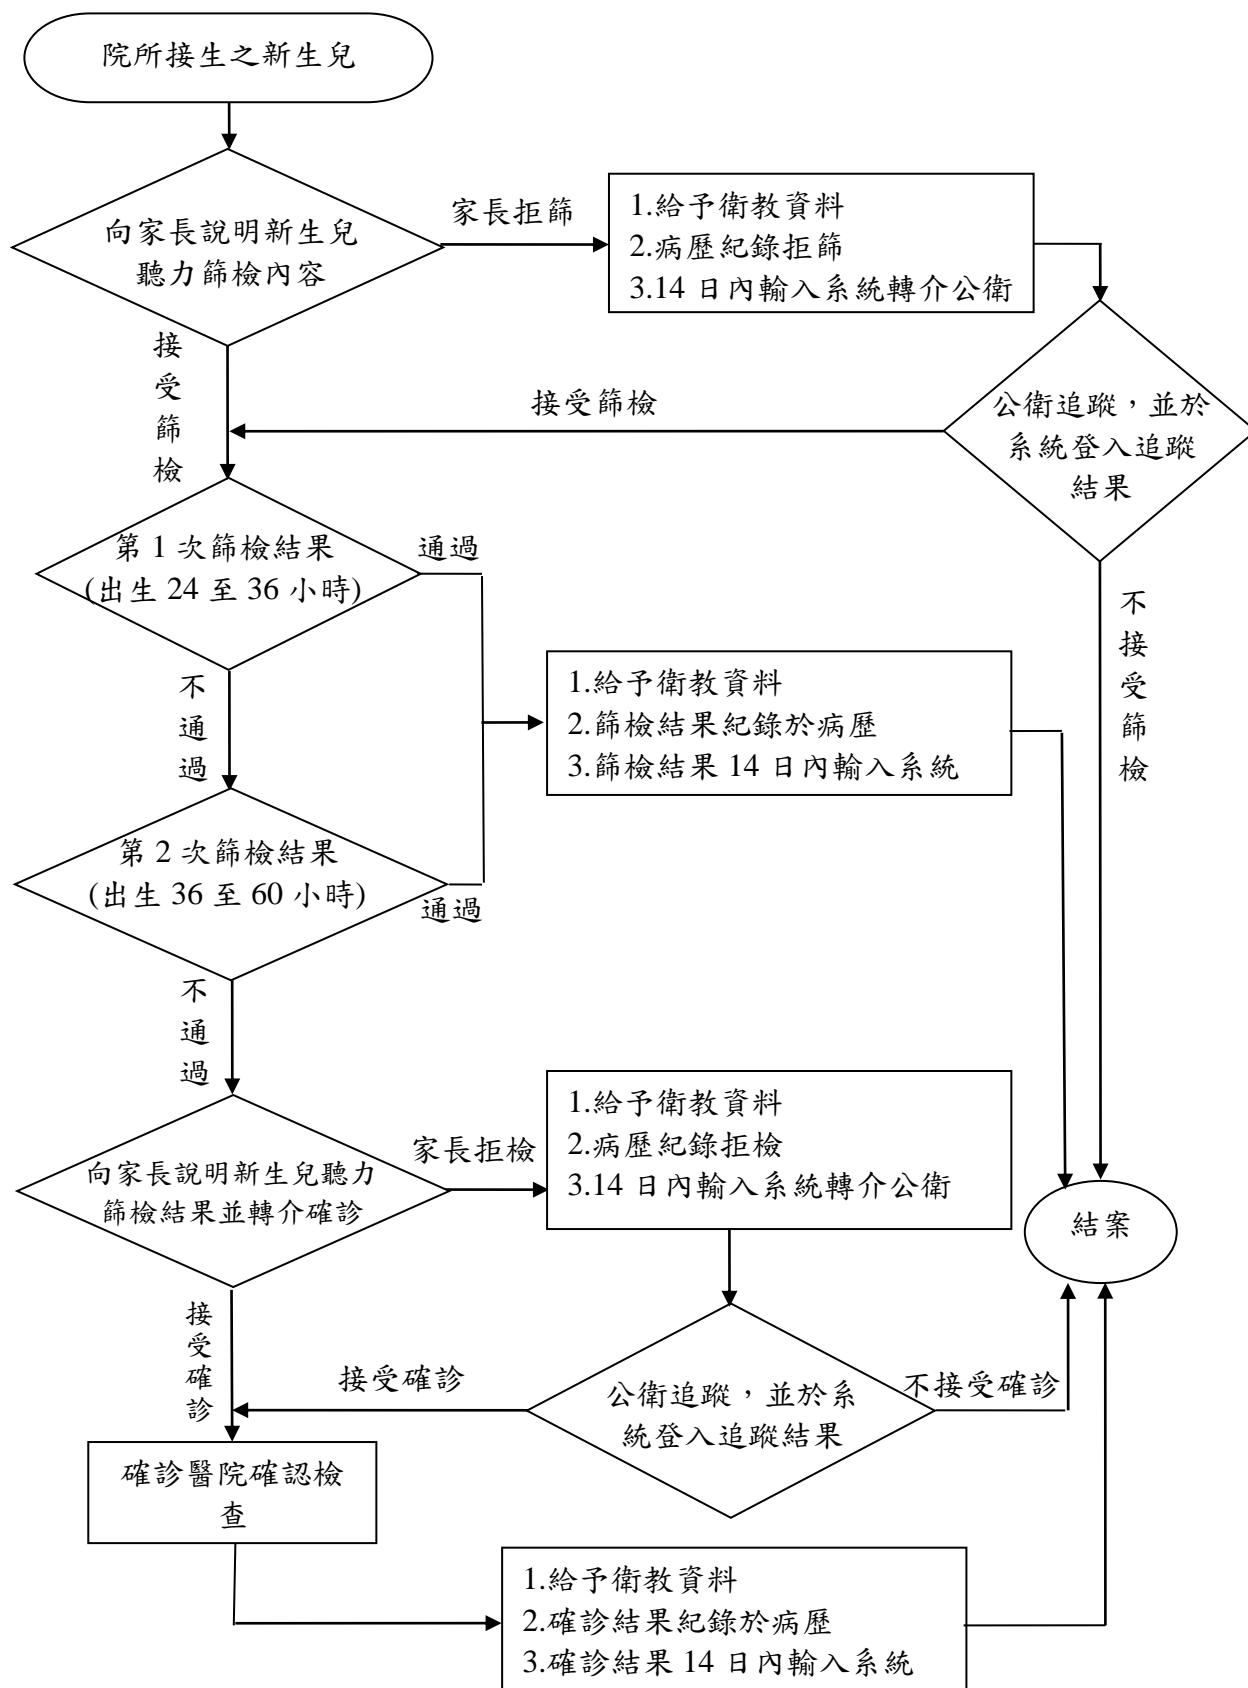 院所接生之新生兒
向家長說明新生兒
聽力篩檢內容
家長拒篩
1.給予衛教資料
2.病歷紀錄拒篩
3.14 日內輸入系統轉介公衛
接受篩檢
接受篩檢
公衛追蹤，並於
系統登入追蹤
結果
第 1 次篩檢結果
(出生 24 至 36 小時)
通過
不接受篩檢
不通過
1.給予衛教資料
2.篩檢結果紀錄於病歷
3.篩檢結果 14 日內輸入系統
第 2 次篩檢結果
(出生 36 至 60 小時)
通過
不通過
向家長說明新生兒聽力
篩檢結果並轉介確診
家長拒檢
1.給予衛教資料
2.病歷紀錄拒檢
3.14 日內輸入系統轉介公衛
結案
接受確診
接受確診
公衛追蹤，並於系
統登入追蹤結果
不接受確診
確診醫院確認檢
查
1.給予衛教資料
2.確診結果紀錄於病歷
3.確診結果 14 日內輸入系統